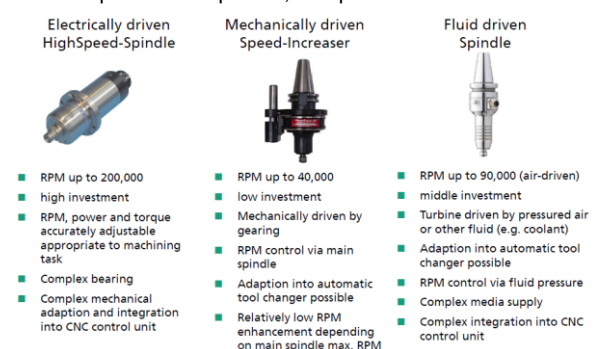 Electrically driven
HighSpeed-Spindle
RPM up to 200,000
high investment
RPM, power and torque
accurately adjustable
appropriate to machining
task
Complex bearing
Complex mechanical
adaption and integration
into CNC control unit
Mechanically driven
Speed-Increaser
RPM up to 40,000
low investment
Mechanically driven by
gearing
RPM control via main
spindle
Adaption into automatic
tool changer possible
Relatively low RPM
enhancement depending
on main spindle max. RPM
Fluid driven
Spindle
RPM up to 90,000 (air-driven)
middle investment
Turbine driven by pressured air
or other fluid (e.g. coolant)
Adaption into automatic tool
changer possible
RPM control via fluid pressure
Complex media supply
Complex integration into CNC
control unit